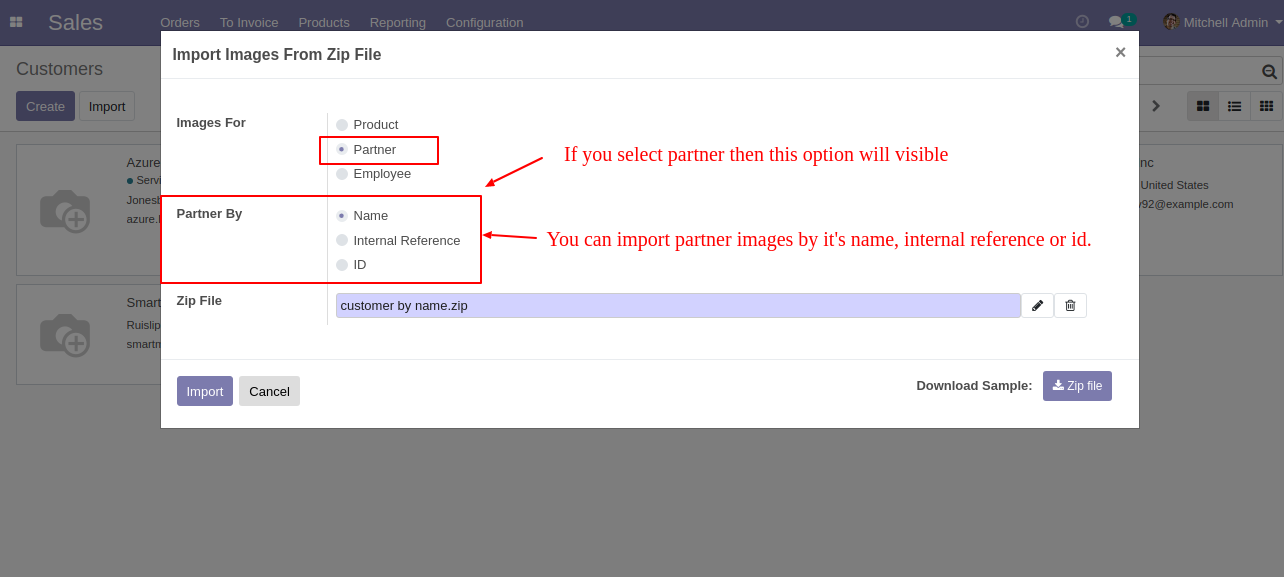 Sales Orders To Invoice Products Reporting Configuration 1 Mitchell Admin
Import Images From Zip File ×
Customers
Create Import
Images For
Product
Partner
Employee
If you select partner then this option will visible
Partner By
Name
Internal Reference
ID
You can import partner images by it's name, internal reference or id.
Zip File customer by name.zip
Import Cancel Download Sample: Zip file
Azure
Servi
Jonesb
azure.
nc
United States
92@example.com
Smart
Ruislip
smartm